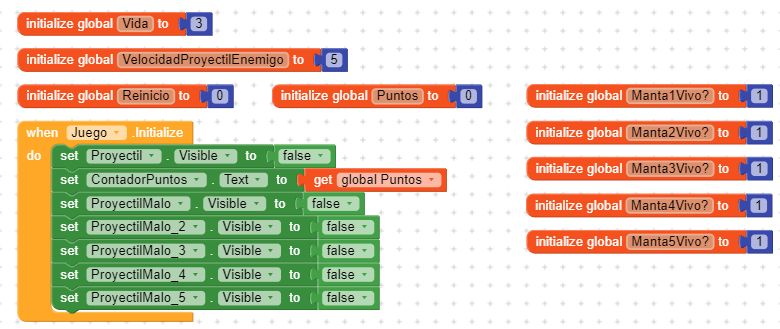 initialize global Vida to 3
initialize global VelocidadProyectilEnemigo to 5
initialize global Reinicio to 0
initialize global Puntos to 0
when Juego .Initialize
do set Proyectil . Visible to false
set ContadorPuntos . Text to get global Puntos
set ProyectilMalo . Visible to false
set ProyectilMalo_2 . Visible to false
set ProyectilMalo_3 . Visible to false
set ProyectilMalo_4 . Visible to false
set ProyectilMalo_5 . Visible to false
initialize global Manta1Vivo? to 1
initialize global Manta2Vivo? to 1
initialize global Manta3Vivo? to 1
initialize global Manta4Vivo? to 1
initialize global Manta5Vivo? to 1